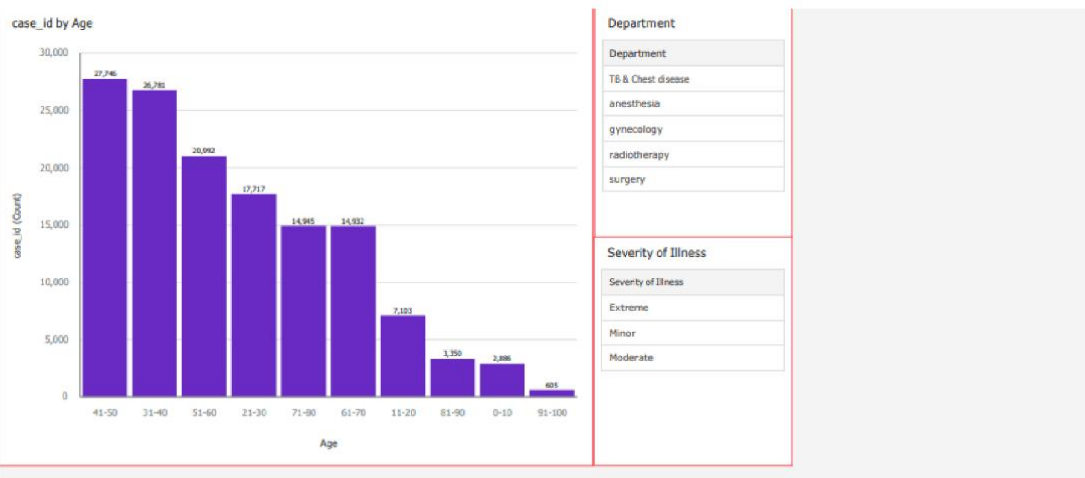 case_id by Age
30,000
25,000
20,000
15,000
10,000
5,000
0
case_id (Count)
27,746
26,781
20,992
17,717
14,945
14,932
7,103
3,350
2,886
605
41-50
31-40
51-60
21-30
71-80
61-70
11-20
81-90
0-10
91-100
Age
Department
Department
TB & Chest disease
anesthesia
gynecology
radiotherapy
surgery
Severity of Illness
Severity of Illness
Extreme
Minor
Moderate